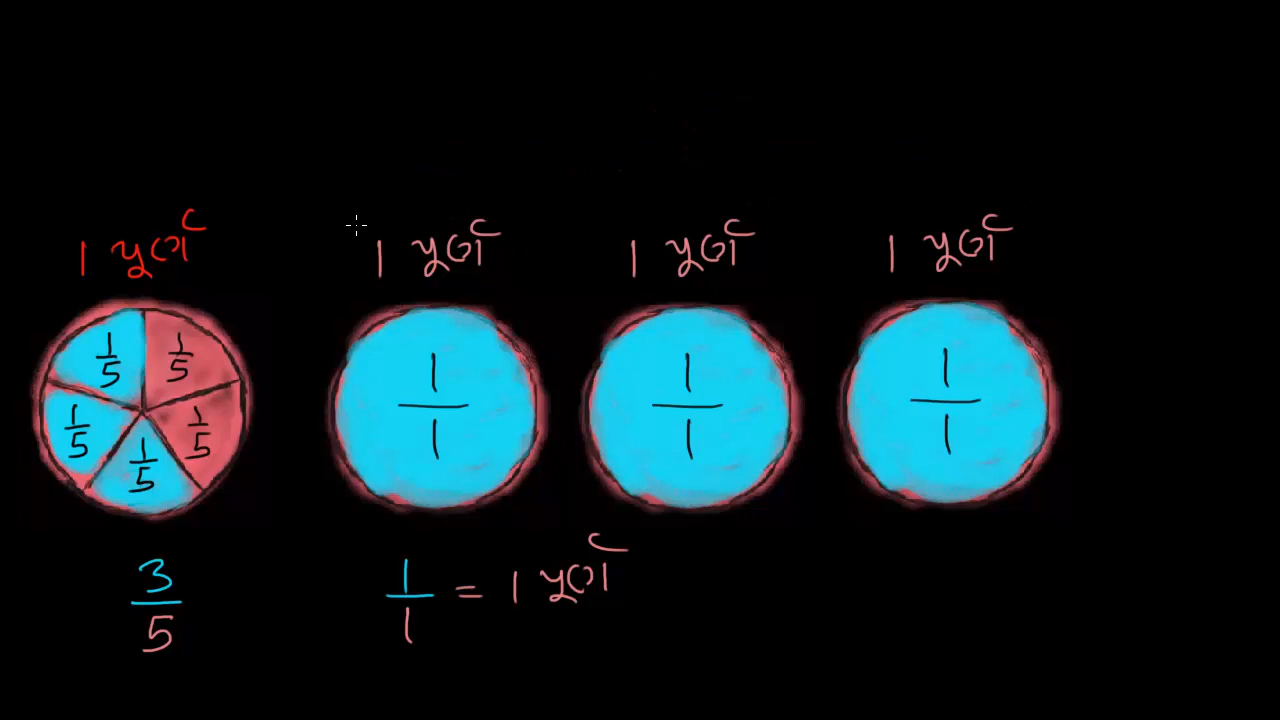 1 પૂર્ણ 1 પૂર્ણ 1 પૂર્ણ 1 પૂર્ણ
1/5 1/5 1/5 1/5 1/5
1/1 1/1 1/1
3/5
1/1 = 1 પૂર્ણ